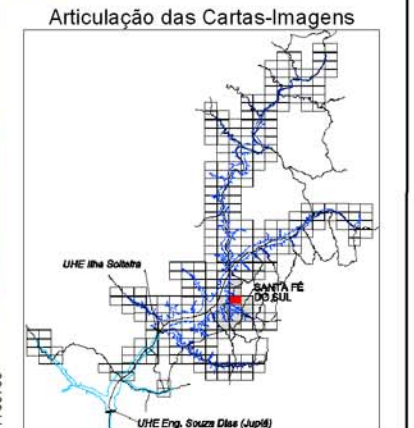 Articulação das Cartas-Imagens
UHE Ilha Solteira
SANTA FÉ
DO SUL
UHE Eng. Souza Dias (Jupiá)